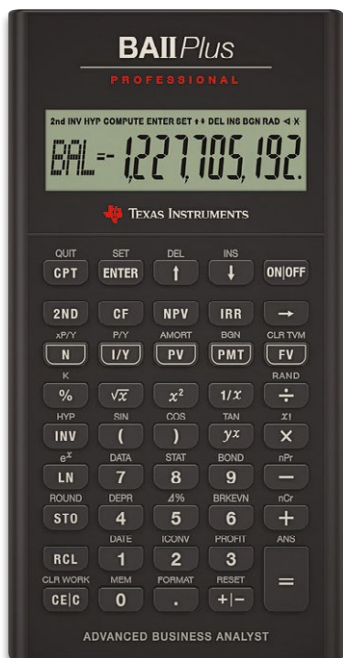 BAII Plus
PROFESSIONAL
2nd INV HYP COMPUTE ENTER SET ↑↓ DEL INS BGN RAD ◁ X
BAL=-1,227,705,192.
TEXAS INSTRUMENTS
QUIT SET DEL INS
CPT ENTER ↑ ↓ ON|OFF
2ND CF NPV IRR →
xP/Y P/Y AMORT BGN CLR TVM
N I/Y PV PMT FV
K RAND
% √x x² 1/x ÷
HYP SIN COS TAN x!
INV ( ) yx ×
eˣ DATA STAT BOND nPr
LN 7 8 9 −
ROUND DEPR Δ% BRKEVN nCr
STO 4 5 6 +
DATE ICONV PROFIT ANS
RCL 1 2 3 =
CLR WORK MEM FORMAT RESET
CE|C 0 . +|−
ADVANCED BUSINESS ANALYST